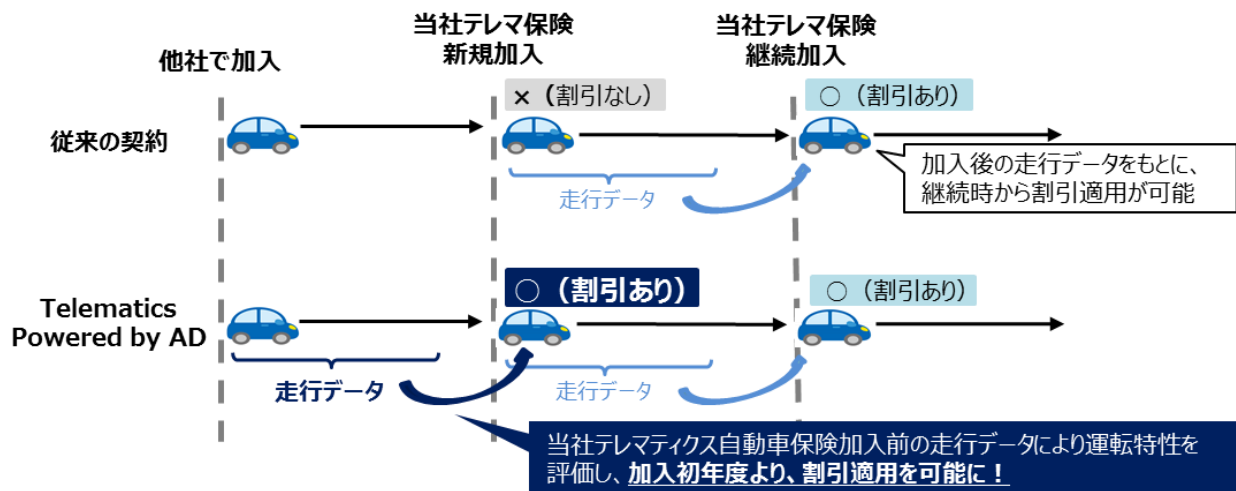 他社で加入
当社テレマ保険
新規加入
当社テレマ保険
継続加入
従来の契約
×（割引なし）
○（割引あり）
走行データ
加入後の走行データをもとに、
継続時から割引適用が可能
Telematics
Powered by AD
○（割引あり）
○（割引あり）
走行データ
走行データ
当社テレマティクス自動車保険加入前の走行データにより運転特性を
評価し、加入初年度より、割引適用を可能に！